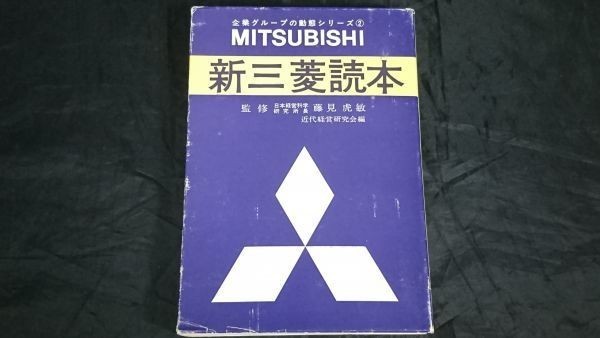 企業グループの動態シリーズ②
MITSUBISHI
新三菱読本
監修 日本経営科学研究所長 藤見虎敏
近代経営研究会編